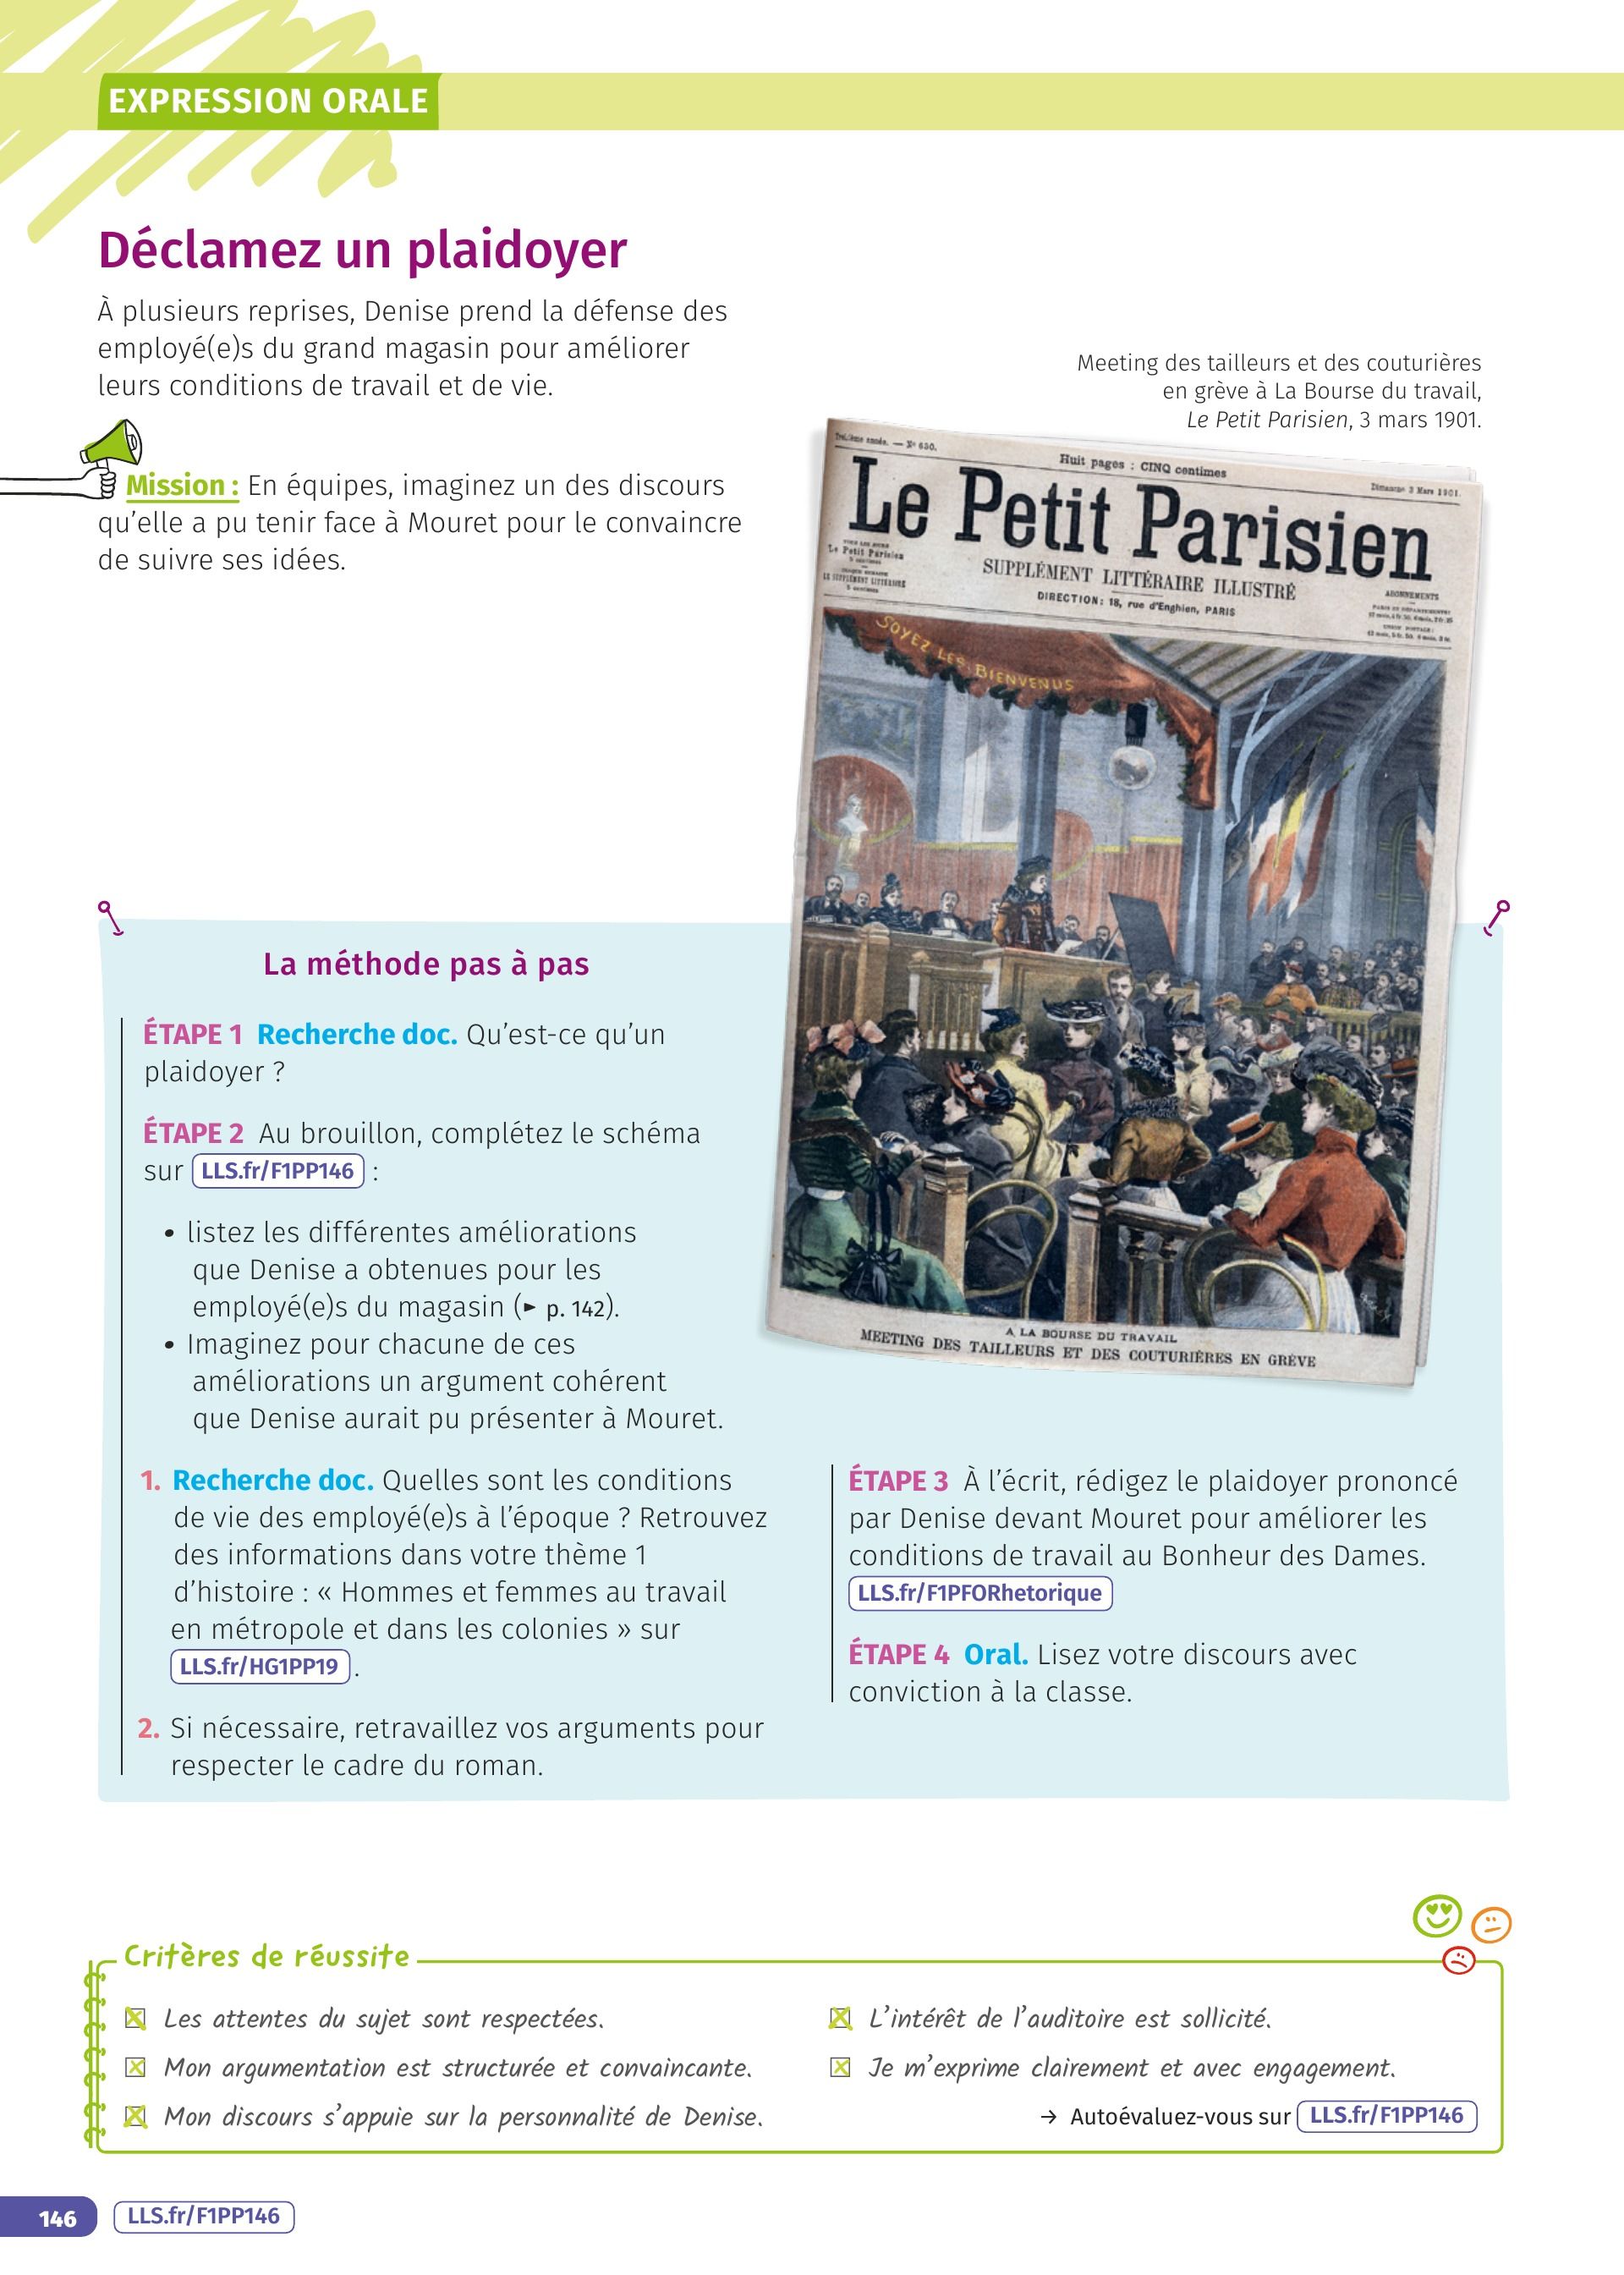 EXPRESSION ORALE
Déclamez un plaidoyer
À plusieurs reprises, Denise prend la défense des
employé(e)s du grand magasin pour améliorer
leurs conditions de travail et de vie.
Mission : En équipes, imaginez un des discours
qu’elle a pu tenir face à Mouret pour le convaincre
de suivre ses idées.
Meeting des tailleurs et des couturières
en grève à La Bourse du travail,
Le Petit Parisien, 3 mars 1901.
Huit pages : CINQ centimes
Dimanche 3 Mars 1901.
Le Petit Parisien
Le Petit Parisien
SUPPLÉMENT LITTÉRAIRE ILLUSTRÉ
DIRECTION: 18, rue d’Enghien, PARIS
ABONNEMENTS
SOYEZ LES BIENVENUS
A LA BOURSE DU TRAVAIL
MEETING DES TAILLEURS ET DES COUTURIÈRES EN GRÈVE
La méthode pas à pas
ÉTAPE 1 Recherche doc. Qu’est-ce qu’un
plaidoyer ?
ÉTAPE 2 Au brouillon, complétez le schéma
sur LLS.fr/F1PP146 :
• listez les différentes améliorations
que Denise a obtenues pour les
employé(e)s du magasin (► p. 142).
• Imaginez pour chacune de ces
améliorations un argument cohérent
que Denise aurait pu présenter à Mouret.
1. Recherche doc. Quelles sont les conditions
de vie des employé(e)s à l’époque ? Retrouvez
des informations dans votre thème 1
d’histoire : « Hommes et femmes au travail
en métropole et dans les colonies » sur
LLS.fr/HG1PP19 .
2. Si nécessaire, retravaillez vos arguments pour
respecter le cadre du roman.
ÉTAPE 3 À l’écrit, rédigez le plaidoyer prononcé
par Denise devant Mouret pour améliorer les
conditions de travail au Bonheur des Dames.
LLS.fr/F1PFORhetorique
ÉTAPE 4 Oral. Lisez votre discours avec
conviction à la classe.
Critères de réussite
Les attentes du sujet sont respectées.
Mon argumentation est structurée et convaincante.
Mon discours s’appuie sur la personnalité de Denise.
L’intérêt de l’auditoire est sollicité.
Je m’exprime clairement et avec engagement.
→ Autoévaluez-vous sur LLS.fr/F1PP146
146
LLS.fr/F1PP146